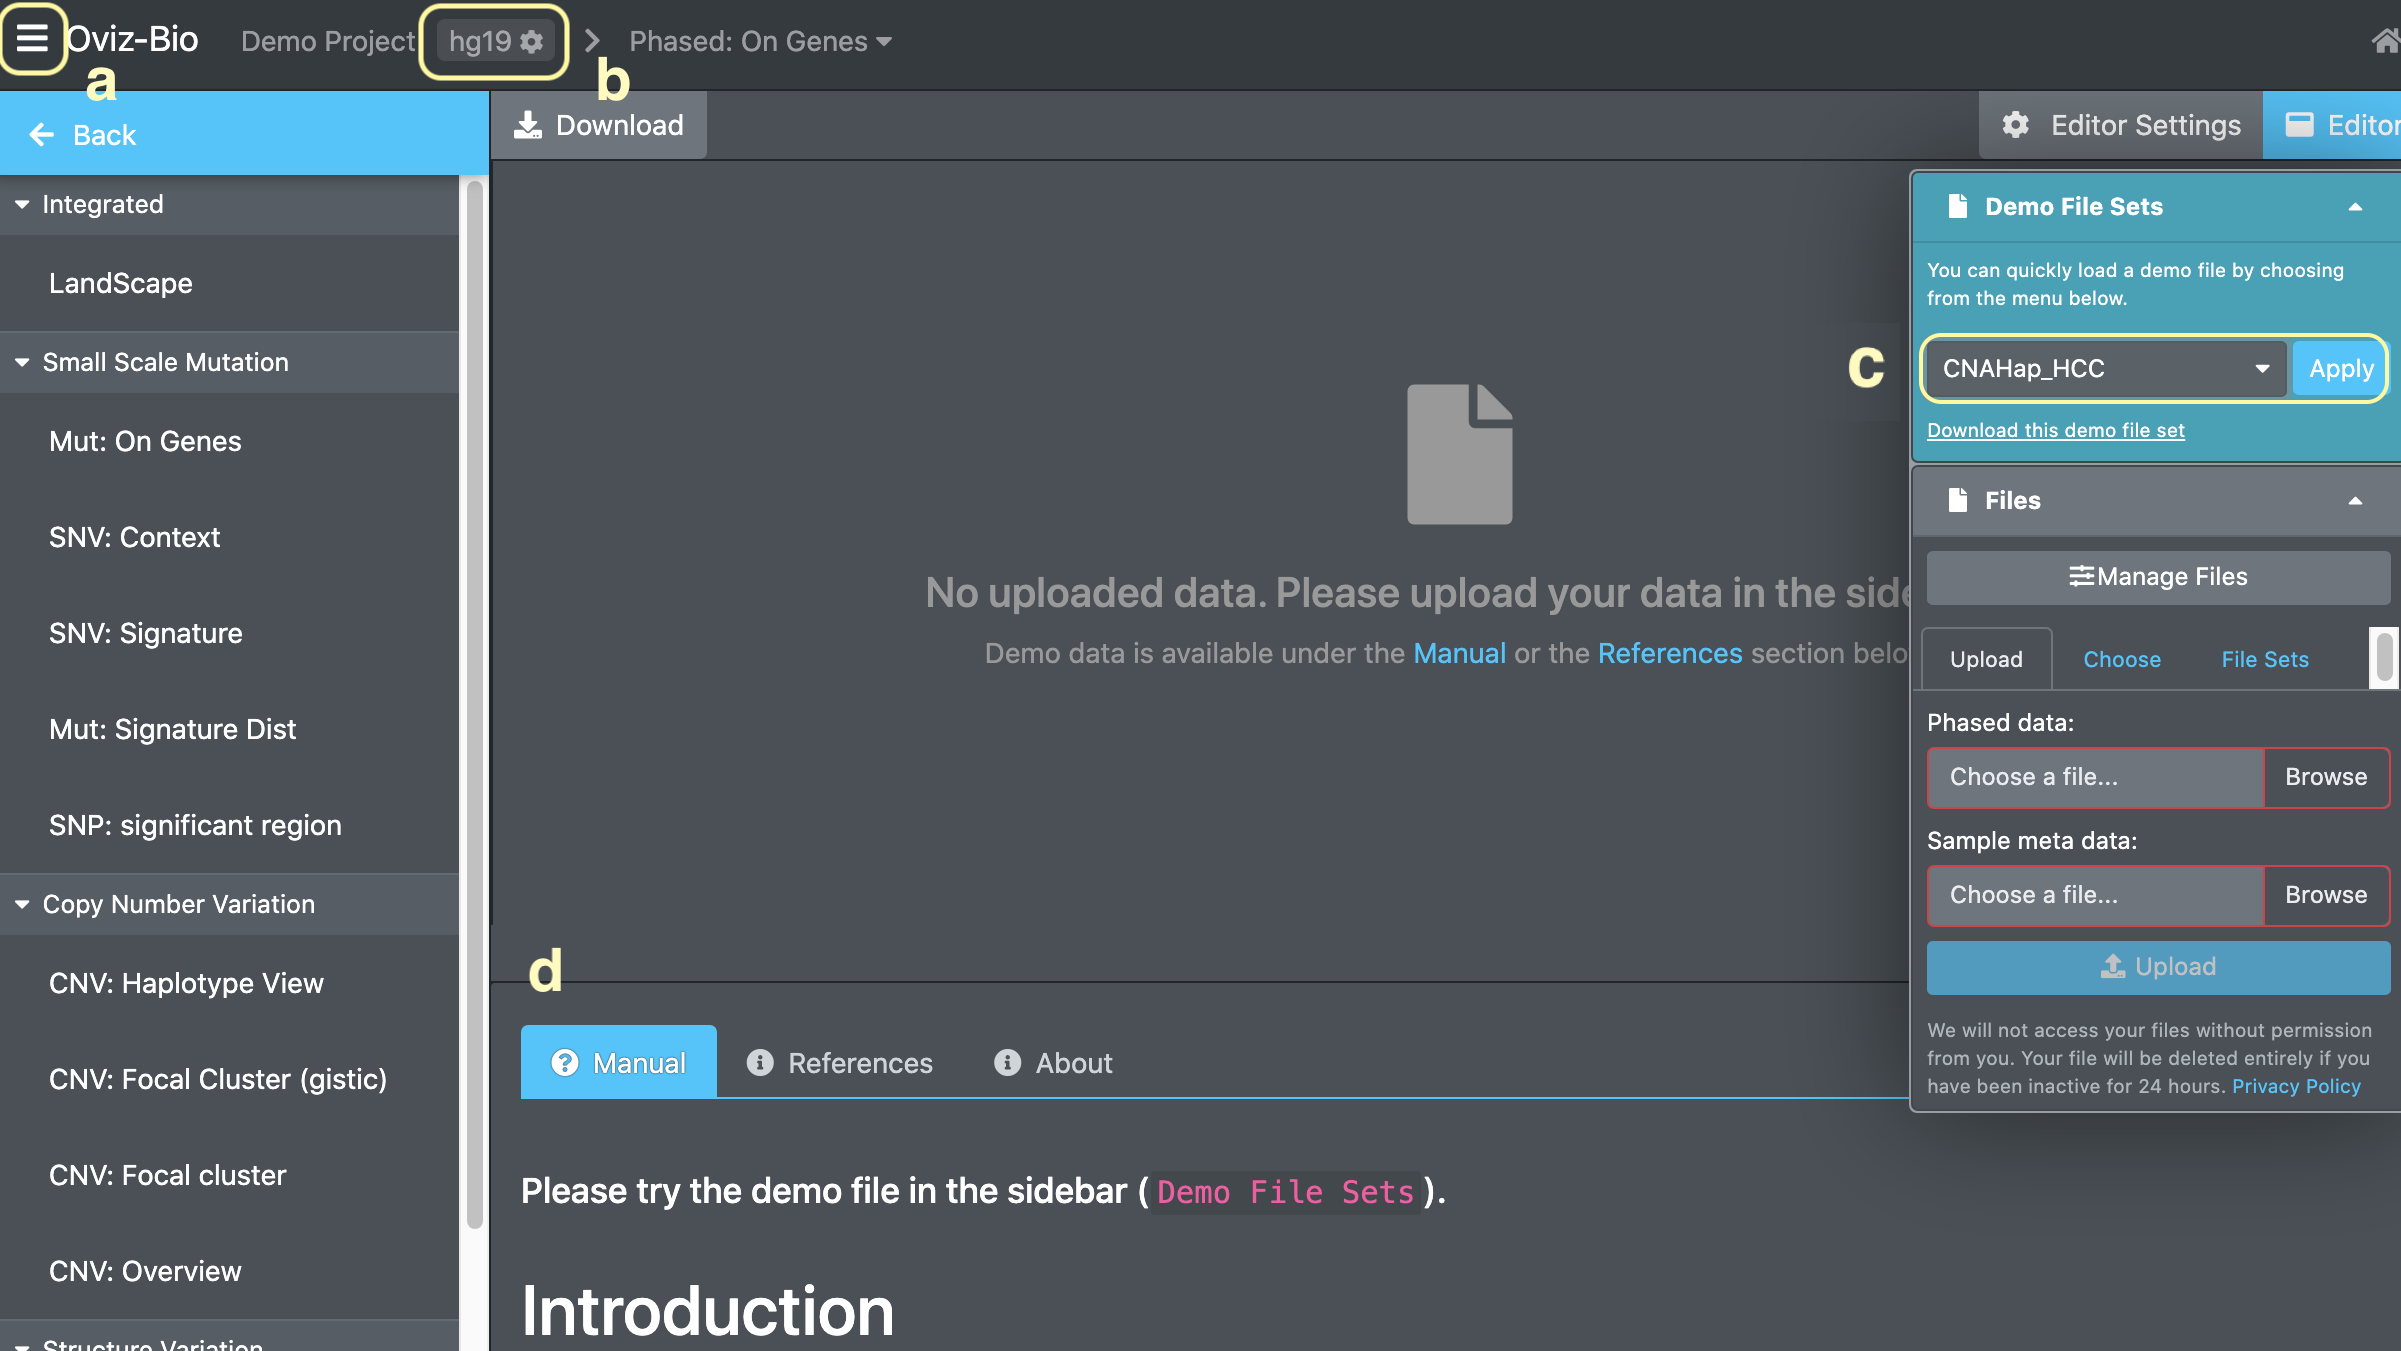 Oviz-Bio Demo Project hg19 Phased: On Genes
a
b
Back
Download
Editor Settings
Editor
Integrated
LandScape
Small Scale Mutation
Mut: On Genes
SNV: Context
SNV: Signature
Mut: Signature Dist
SNP: significant region
Copy Number Variation
CNV: Haplotype View
CNV: Focal Cluster (gistic)
CNV: Focal cluster
CNV: Overview
Structure Variation
No uploaded data. Please upload your data in the side
Demo data is available under the Manual or the References section belo
c
Demo File Sets
You can quickly load a demo file by choosing
from the menu below.
CNAHap_HCC
Apply
Download this demo file set
Files
Manage Files
Upload Choose File Sets
Phased data:
Choose a file... Browse
Sample meta data:
Choose a file... Browse
Upload
We will not access your files without permission
from you. Your file will be deleted entirely if you
have been inactive for 24 hours. Privacy Policy
d
Manual References About
Please try the demo file in the sidebar (Demo File Sets).
Introduction